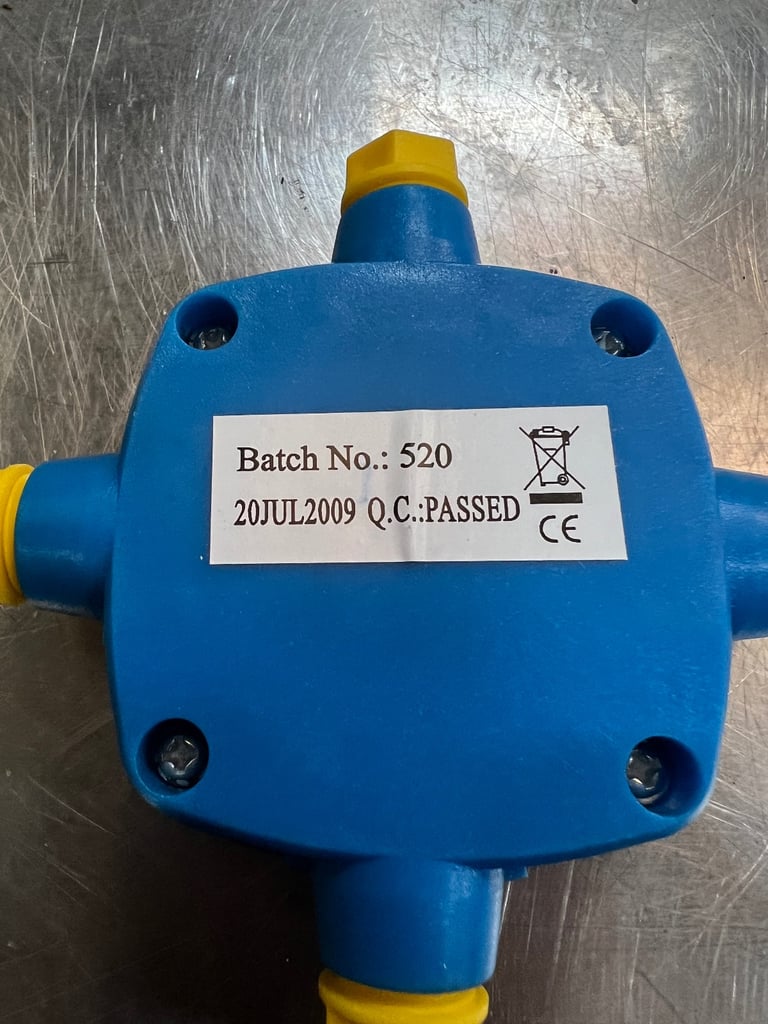 Batch No.: 520
20JUL2009 Q.C.:PASSED
CE